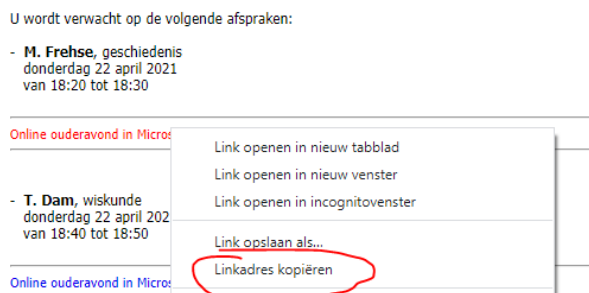 U wordt verwacht op de volgende afspraken:
- M. Frehse, geschiedenis
donderdag 22 april 2021
van 18:20 tot 18:30
Online ouderavond in Micros
Link openen in nieuw tabblad
Link openen in nieuw venster
Link openen in incognitovenster
- T. Dam, wiskunde
donderdag 22 april 202
van 18:40 tot 18:50
Link opslaan als...
Linkadres kopiëren
Online ouderavond in Micros